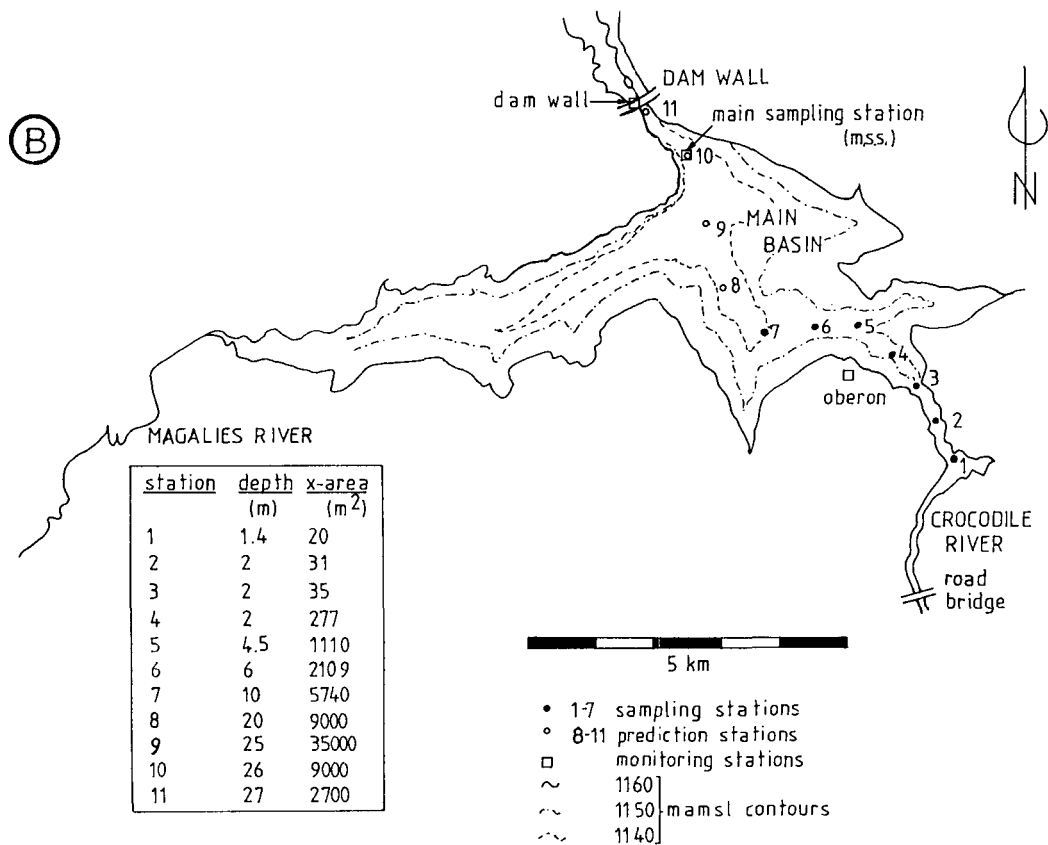 B
DAM WALL
dam wall
11
main sampling station
(m.s.s.)
10
N
9
MAIN
BASIN
8
7
6
5
4
oberon
3
2
1
MAGALIES RIVER
CROCODILE
RIVER
road
bridge
station depth x-area
(m) (m2)
1 1.4 20
2 2 31
3 2 35
4 2 277
5 4.5 1110
6 6 2109
7 10 5740
8 20 9000
9 25 35000
10 26 9000
11 27 2700
5 km
1-7 sampling stations
8-11 prediction stations
monitoring stations
1160
1150 mamsl contours
1140